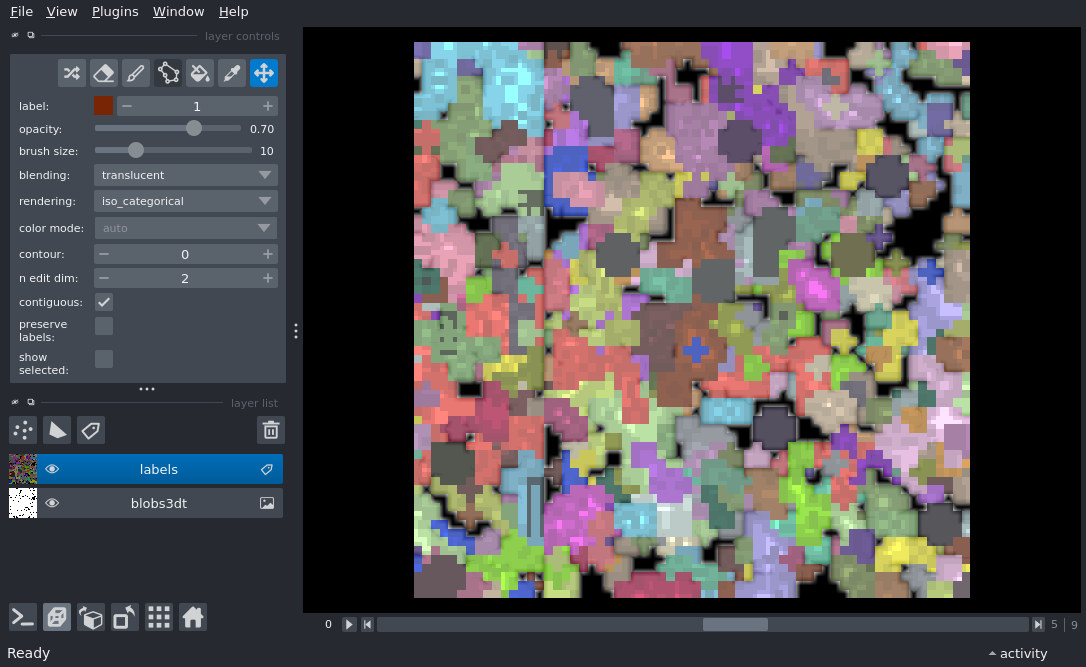 File View Plugins Window Help
layer controls
label: 1
opacity: 0.70
brush size: 10
blending: translucent
rendering: iso_categorical
color mode: auto
contour: 0
n edit dim: 2
contiguous:
preserve
labels:
show
selected:
layer list
labels
blobs3dt
0 5 | 9
Ready activity